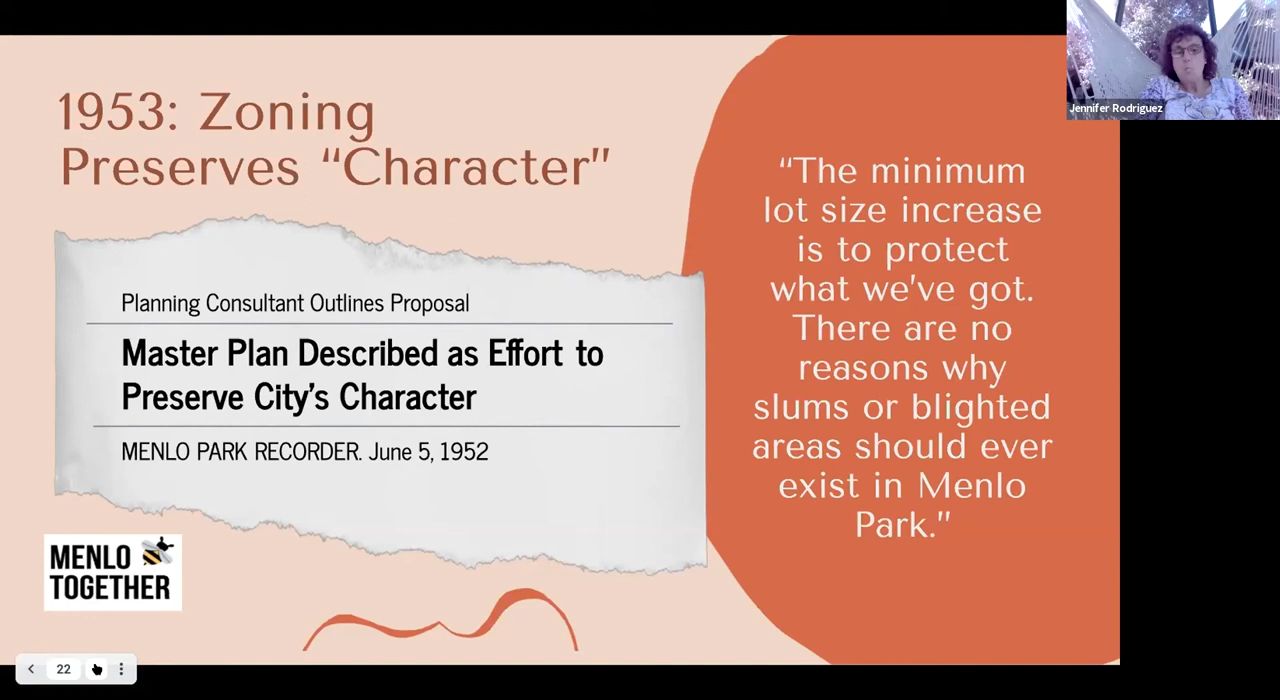 1953: Zoning
Preserves “Character”
Planning Consultant Outlines Proposal
Master Plan Described as Effort to
Preserve City’s Character
MENLO PARK RECORDER. June 5, 1952
MENLO
TOGETHER
22
“The minimum
lot size increase
is to protect
what we’ve got.
There are no
reasons why
slums or blighted
areas should ever
exist in Menlo
Park.”
Jennifer Rodriguez